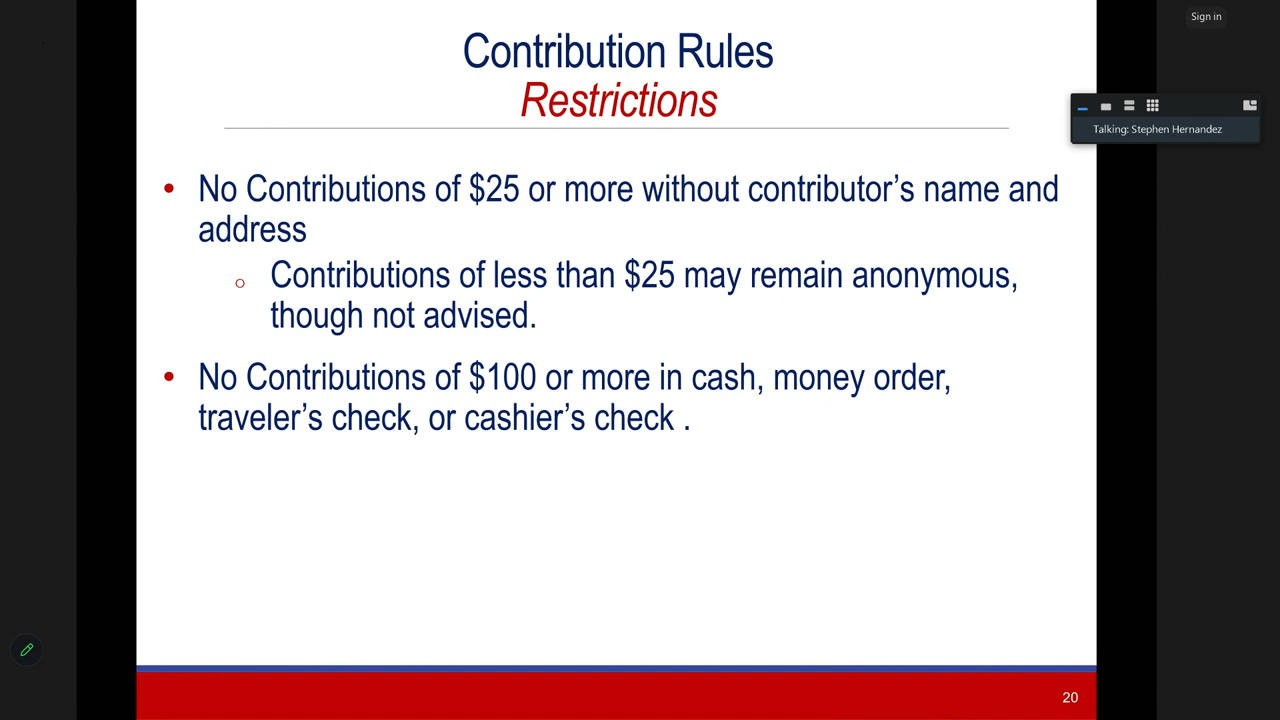 Sign in
Contribution Rules
Restrictions
Talking: Stephen Hernandez
• No Contributions of $25 or more without contributor’s name and
address
○ Contributions of less than $25 may remain anonymous,
though not advised.
• No Contributions of $100 or more in cash, money order,
traveler’s check, or cashier’s check .
20